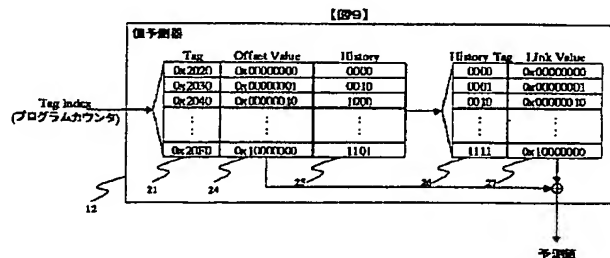 【図9】
値予測器
Tag Offset Value History History Tag Link Value
0x2020 0x00000000 0000 0000 0x00000000
0x2030 0x00000001 0010 0001 0x00000001
0x2040 0x00000010 1000 0010 0x00000010
Tag Index
(プログラムカウンタ)
0x20F0 0x10000000 1101 1111 0x10000000
21 24 25 26 27
12
予測値